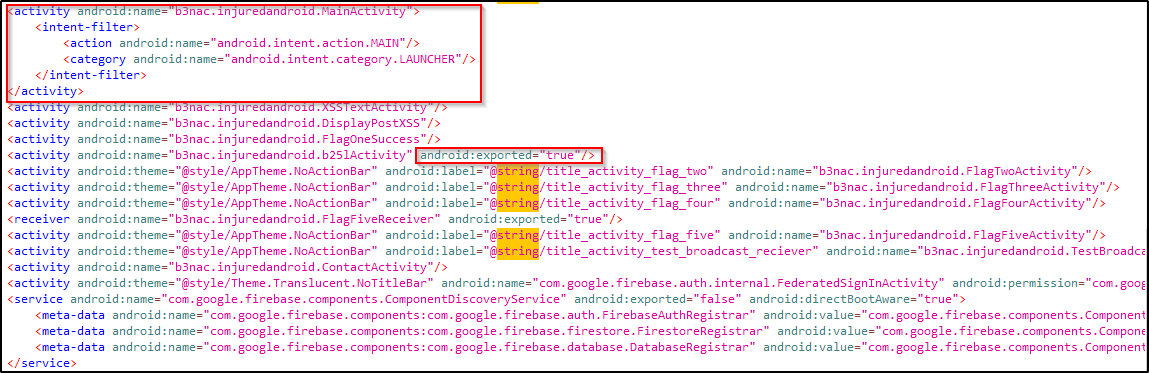 <activity android:name="b3nac.injuredandroid.MainActivity">
<intent-filter>
<action android:name="android.intent.action.MAIN"/>
<category android:name="android.intent.category.LAUNCHER"/>
</intent-filter>
</activity>
<activity android:name="b3nac.injuredandroid.XSSTextActivity"/>
<activity android:name="b3nac.injuredandroid.DisplayPostXSS"/>
<activity android:name="b3nac.injuredandroid.FlagOneSuccess"/>
<activity android:name="b3nac.injuredandroid.b25lActivity" android:exported="true"/>
<activity android:theme="@style/AppTheme.NoActionBar" android:label="@string/title_activity_flag_two" android:name="b3nac.injuredandroid.FlagTwoActivity"/>
<activity android:theme="@style/AppTheme.NoActionBar" android:label="@string/title_activity_flag_three" android:name="b3nac.injuredandroid.FlagThreeActivity"/>
<activity android:theme="@style/AppTheme.NoActionBar" android:label="@string/title_activity_flag_four" android:name="b3nac.injuredandroid.FlagFourActivity"/>
<receiver android:name="b3nac.injuredandroid.FlagFiveReceiver" android:exported="true"/>
<activity android:theme="@style/AppTheme.NoActionBar" android:label="@string/title_activity_flag_five" android:name="b3nac.injuredandroid.FlagFiveActivity"/>
<activity android:theme="@style/AppTheme.NoActionBar" android:label="@string/title_activity_test_broadcast_reciever" android:name="b3nac.injuredandroid.TestBroadca
<activity android:name="b3nac.injuredandroid.ContactActivity"/>
<activity android:theme="@style/Theme.Translucent.NoTitleBar" android:name="com.google.firebase.auth.internal.FederatedSignInActivity" android:permission="com.goog
<service android:name="com.google.firebase.components.ComponentDiscoveryService" android:exported="false" android:directBootAware="true">
<meta-data android:name="com.google.firebase.components:com.google.firebase.auth.FirebaseAuthRegistrar" android:value="com.google.firebase.components.Compone
<meta-data android:name="com.google.firebase.components:com.google.firebase.firestore.FirestoreRegistrar" android:value="com.google.firebase.components.Compo
<meta-data android:name="com.google.firebase.components:com.google.firebase.database.DatabaseRegistrar" android:value="com.google.firebase.components.Compone
</service>